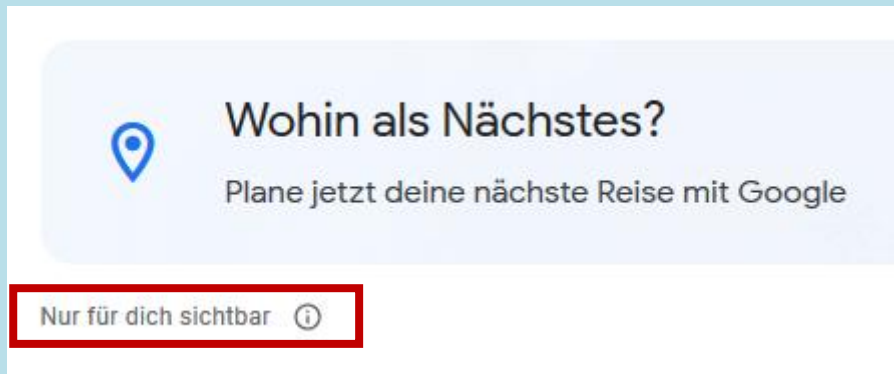 Wohin als Nächstes?
Plane jetzt deine nächste Reise mit Google
Nur für dich sichtbar